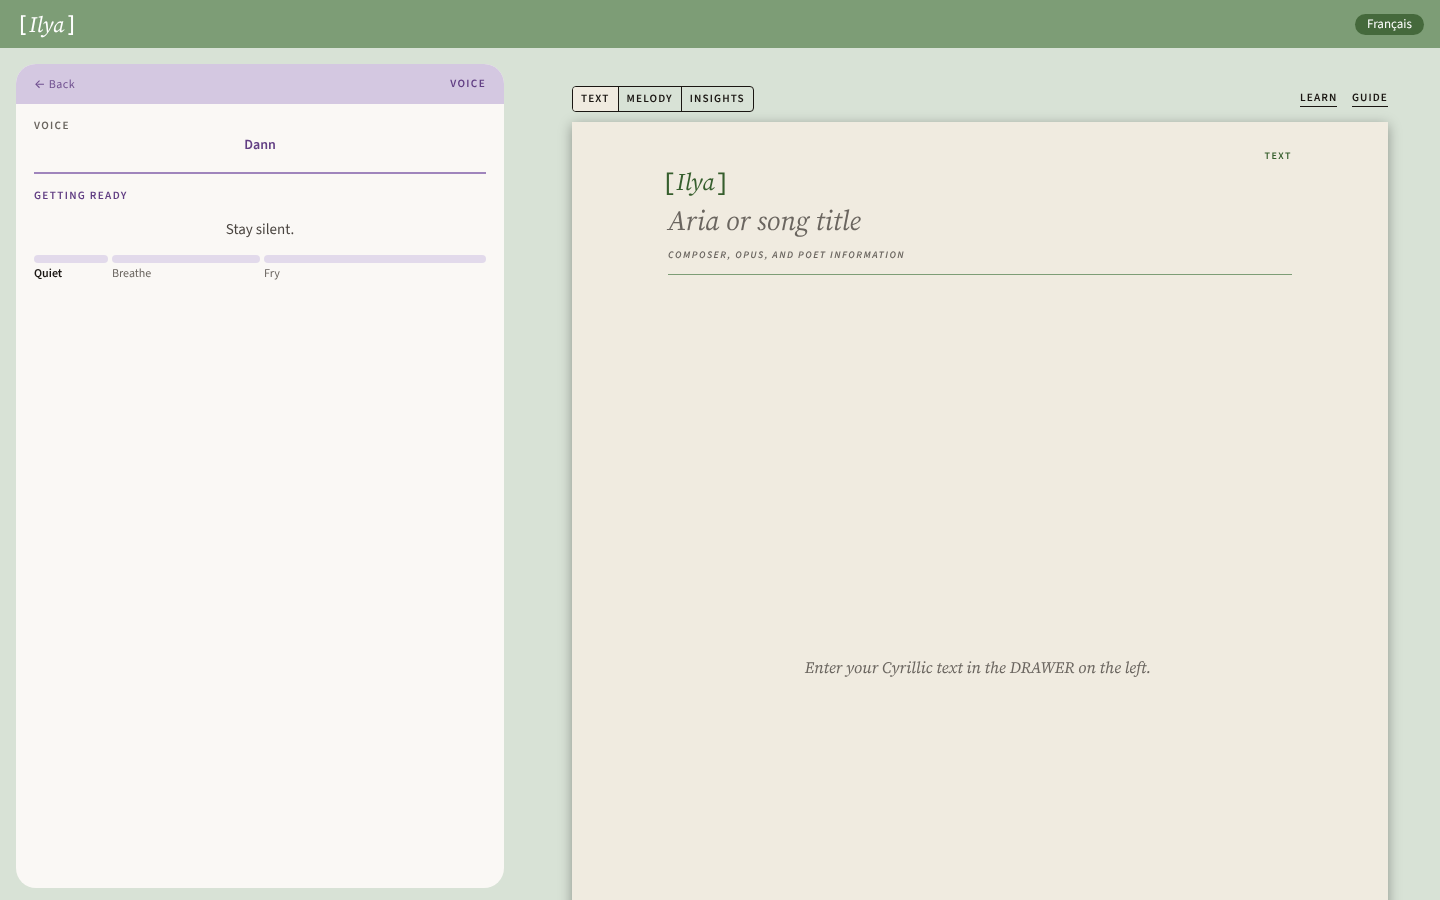 [Ilya]
Français
← Back
VOICE
VOICE
Dann
GETTING READY
Stay silent.
Quiet
Breathe
Fry
TEXT
MELODY
INSIGHTS
LEARN
GUIDE
TEXT
[Ilya]
Aria or song title
COMPOSER, OPUS, AND POET INFORMATION
Enter your Cyrillic text in the DRAWER on the left.